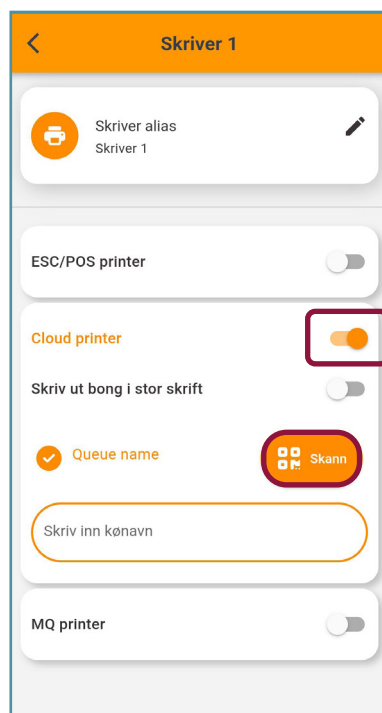 Skriver 1
Skriver alias
Skriver 1
ESC/POS printer
Cloud printer
Skriv ut bong i stor skrift
Queue name
Skann
Skriv inn kønavn
MQ printer